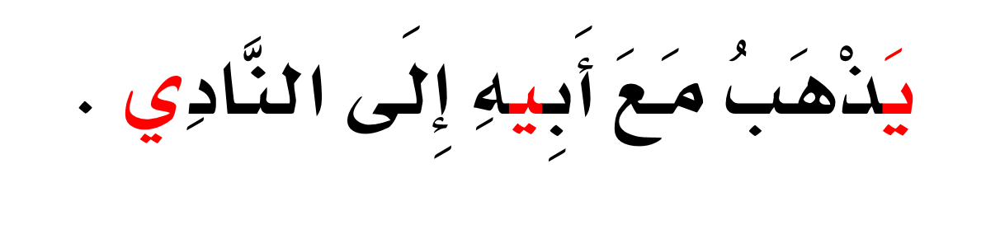 يَذْهَبُ مَعَ أَبِيهِ إِلَى النَّادِي .